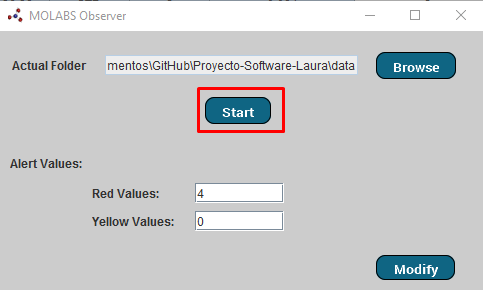 MOLABS Observer
Actual Folder mentos\GitHub\Proyecto-Software-Laura\data Browse
Start
Alert Values:
Red Values: 4
Yellow Values: 0
Modify